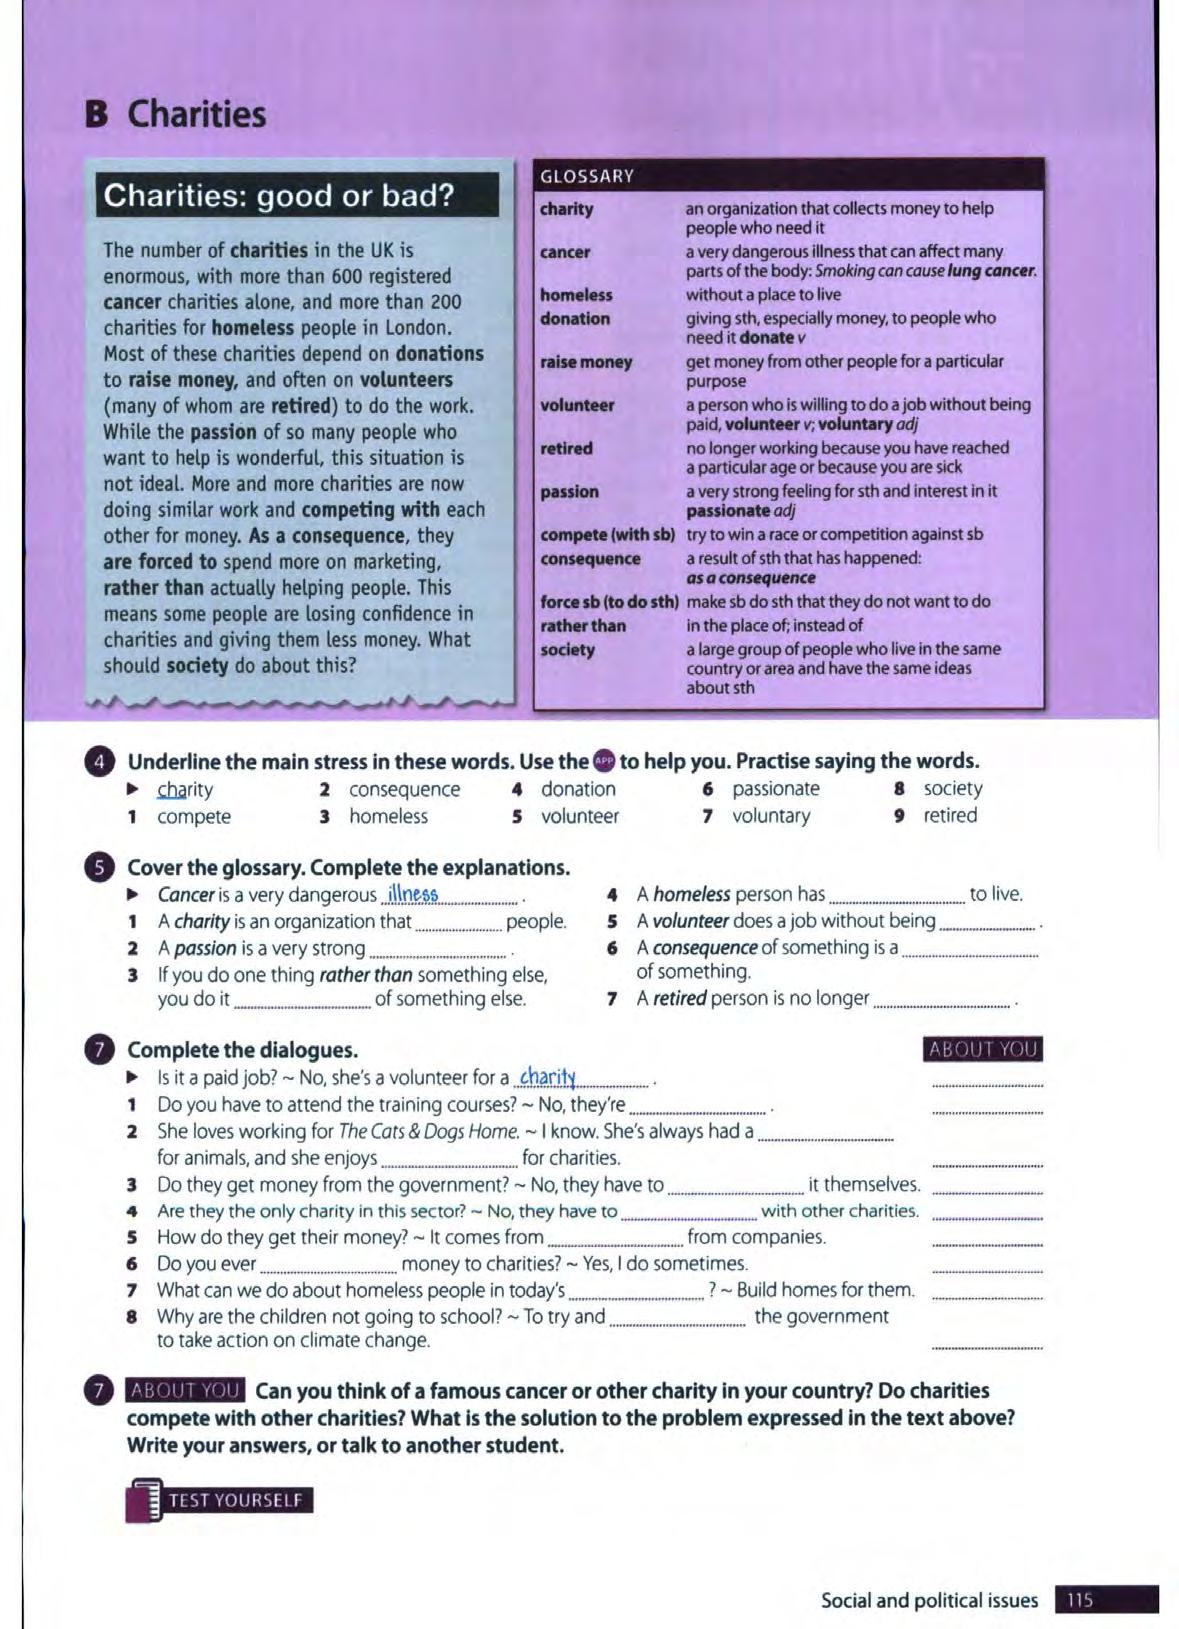 B Charities
Charities: good or bad?
The number of charities in the UK is
enormous, with more than 600 registered
cancer charities alone, and more than 200
charities for homeless people in London.
Most of these charities depend on donations
to raise money, and often on volunteers
(many of whom are retired) to do the work.
While the passion of so many people who
want to help is wonderful, this situation is
not ideal. More and more charities are now
doing similar work and competing with each
other for money. As a consequence, they
are forced to spend more on marketing,
rather than actually helping people. This
means some people are losing confidence in
charities and giving them less money. What
should society do about this?
GLOSSARY
charity an organization that collects money to help
people who need it
cancer a very dangerous illness that can affect many
parts of the body: Smoking can cause lung cancer.
homeless without a place to live
donation giving sth, especially money, to people who
need it donate v
raise money get money from other people for a particular
purpose
volunteer a person who is willing to do a job without being
paid, volunteer v; voluntary adj
retired no longer working because you have reached
a particular age or because you are sick
passion a very strong feeling for sth and interest in it
passionate adj
compete (with sb) try to win a race or competition against sb
consequence a result of sth that has happened:
as a consequence
force sb (to do sth) make sb do sth that they do not want to do
rather than in the place of; instead of
society a large group of people who live in the same
country or area and have the same ideas
about sth
4 Underline the main stress in these words. Use the APP to help you. Practise saying the words.
► charity 2 consequence 4 donation 6 passionate 8 society
1 compete 3 homeless 5 volunteer 7 voluntary 9 retired
5 Cover the glossary. Complete the explanations.
► Cancer is a very dangerous illness .
1 A charity is an organization that ............ people.
2 A passion is a very strong ............ .
3 If you do one thing rather than something else,
you do it ............ of something else.
4 A homeless person has ............ to live.
5 A volunteer does a job without being ............ .
6 A consequence of something is a ............
of something.
7 A retired person is no longer ............ .
7 Complete the dialogues. ABOUT YOU
► Is it a paid job? ~ No, she's a volunteer for a charity .
1 Do you have to attend the training courses? ~ No, they're ............ .
2 She loves working for The Cats & Dogs Home. ~ I know. She's always had a ............
for animals, and she enjoys ............ for charities.
3 Do they get money from the government? ~ No, they have to ............ it themselves.
4 Are they the only charity in this sector? ~ No, they have to ............ with other charities.
5 How do they get their money? ~ It comes from ............ from companies.
6 Do you ever ............ money to charities? ~ Yes, I do sometimes.
7 What can we do about homeless people in today's ............ ? ~ Build homes for them.
8 Why are the children not going to school? ~ To try and ............ the government
to take action on climate change.
7 ABOUT YOU Can you think of a famous cancer or other charity in your country? Do charities
compete with other charities? What is the solution to the problem expressed in the text above?
Write your answers, or talk to another student.
TEST YOURSELF
Social and political issues 115